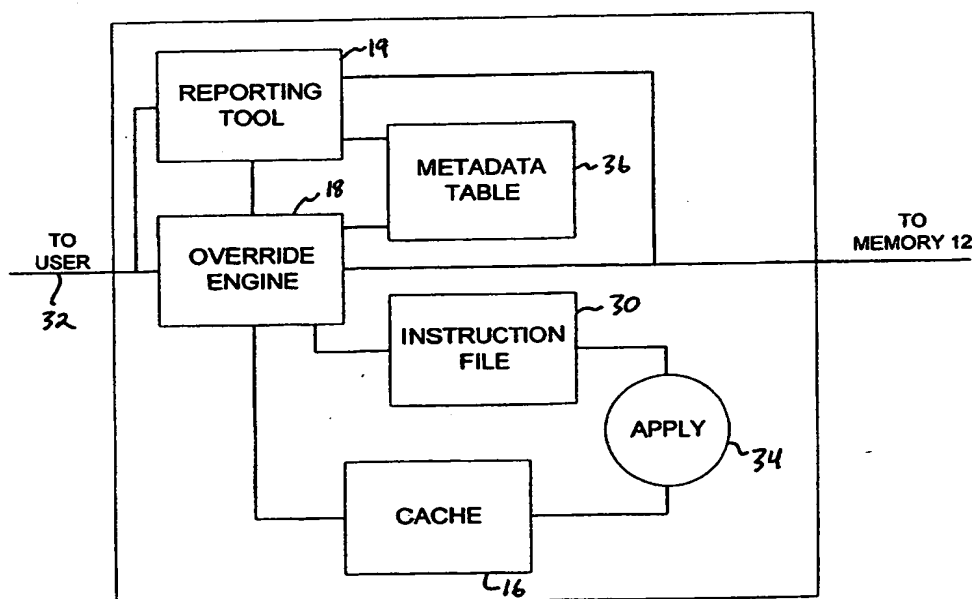 19
REPORTING
TOOL
METADATA
TABLE
36
18
TO
USER
OVERRIDE
ENGINE
TO
MEMORY 12
32
30
INSTRUCTION
FILE
APPLY
34
CACHE
16